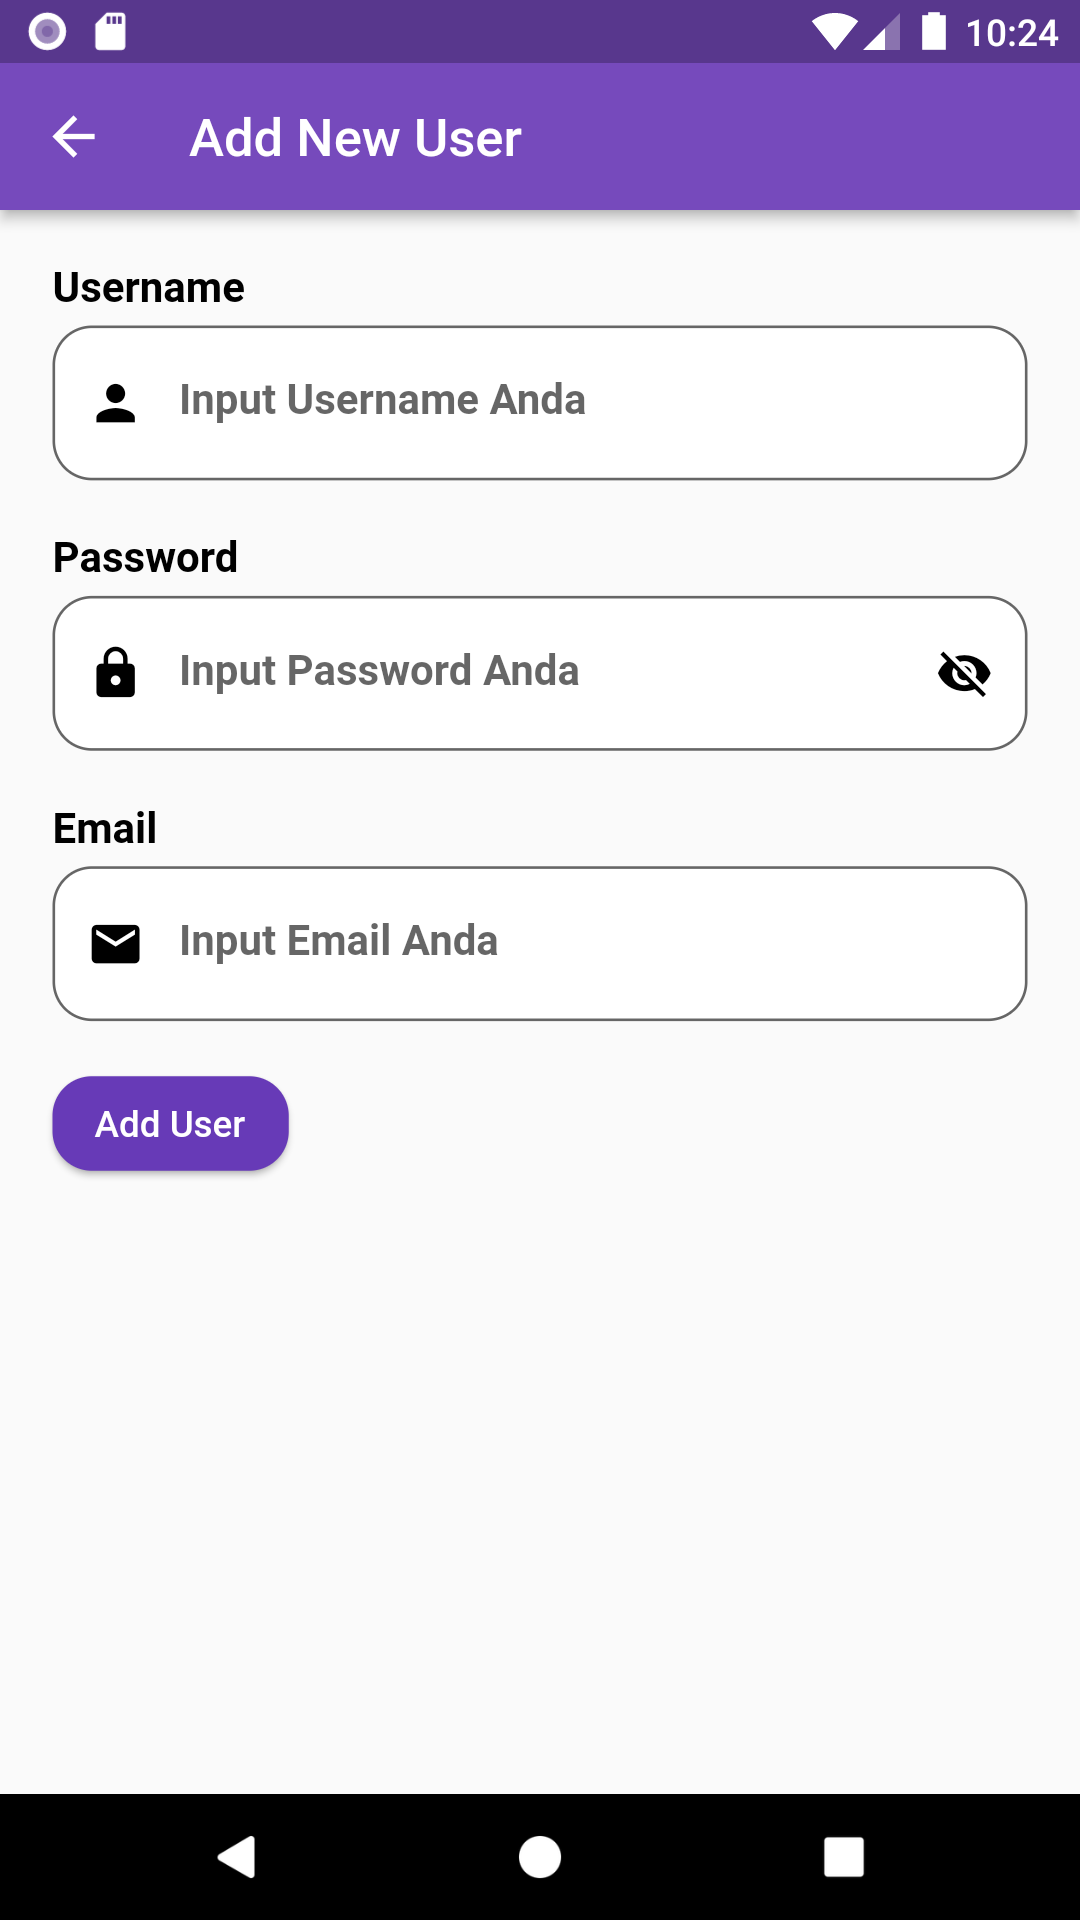 10:24
Add New User
Username
Input Username Anda
Password
Input Password Anda
Email
Input Email Anda
Add User